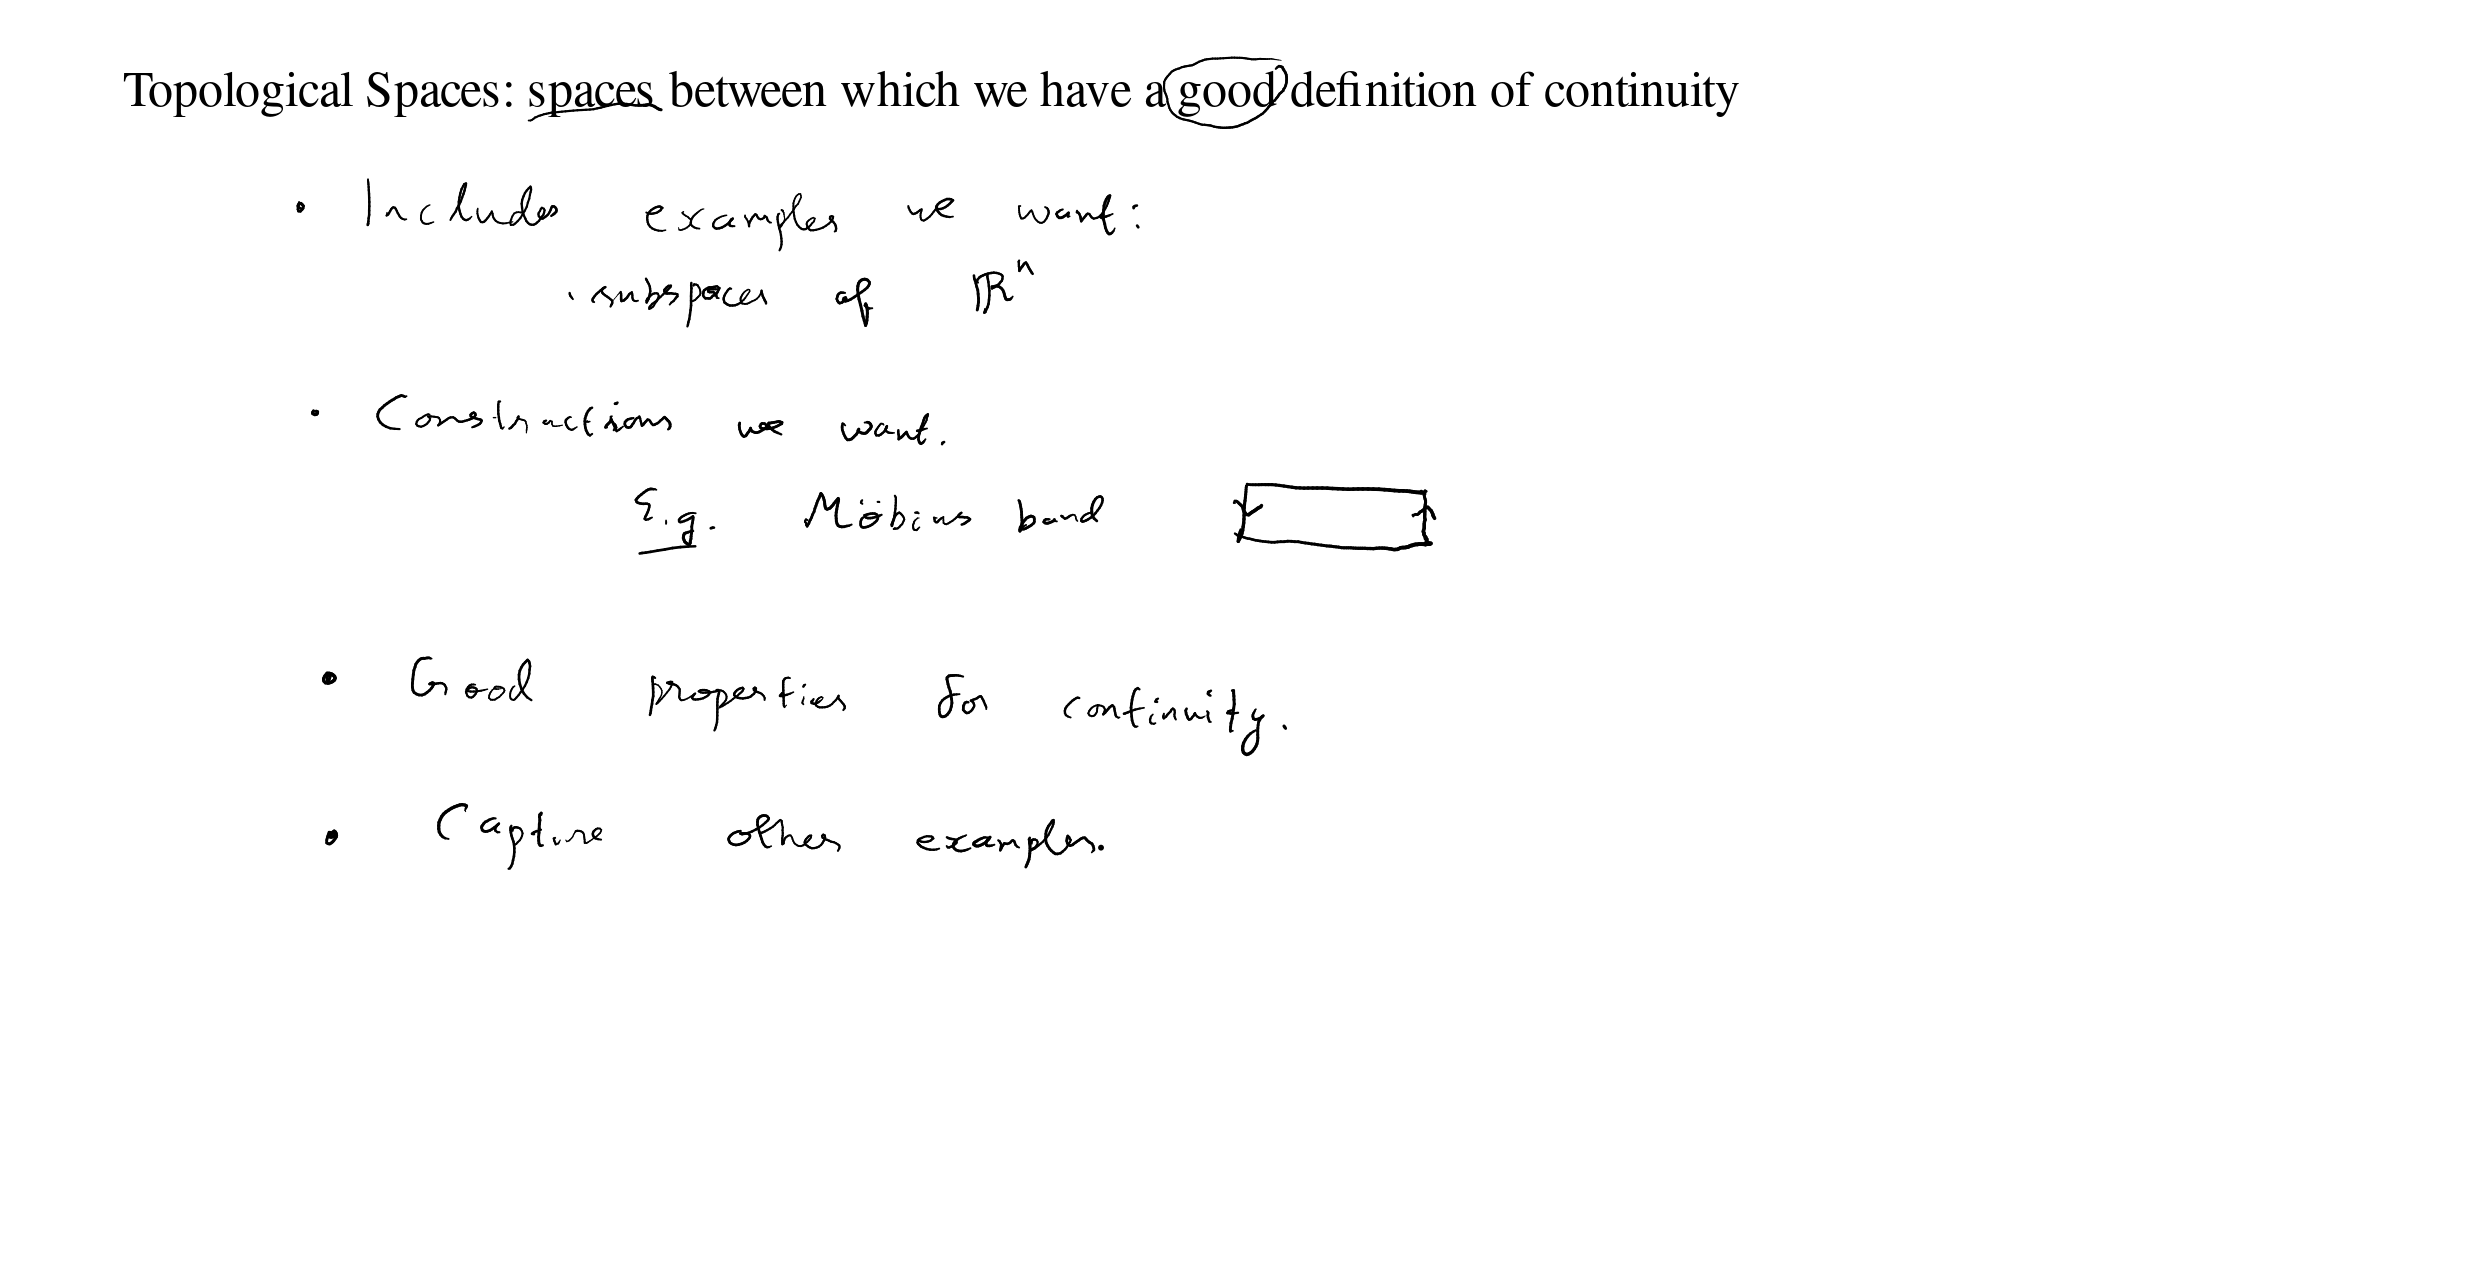 Topological Spaces: spaces between which we have a good definition of continuity
• Includes examples we want:
· subspaces of ℝⁿ
• Constructions we want.
E.g. Möbius band
• Good properties for continuity.
• Capture other examples.